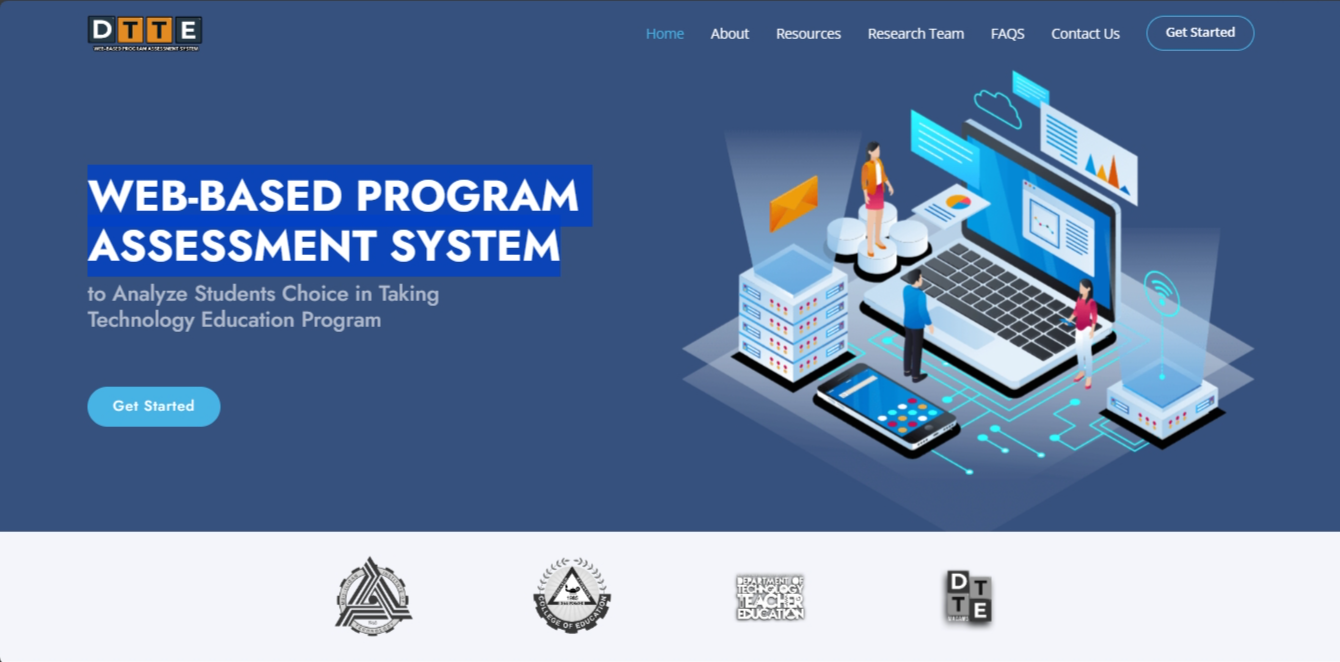 DTTE
WEB-BASED PROGRAM ASSESSMENT SYSTEM
Home
About
Resources
Research Team
FAQS
Contact Us
Get Started
WEB-BASED PROGRAM
ASSESSMENT SYSTEM
to Analyze Students Choice in Taking
Technology Education Program
Get Started
COLLEGE OF EDUCATION
DEPARTMENT OF
TECHNOLOGY
TEACHER
EDUCATION
D
T
T
E